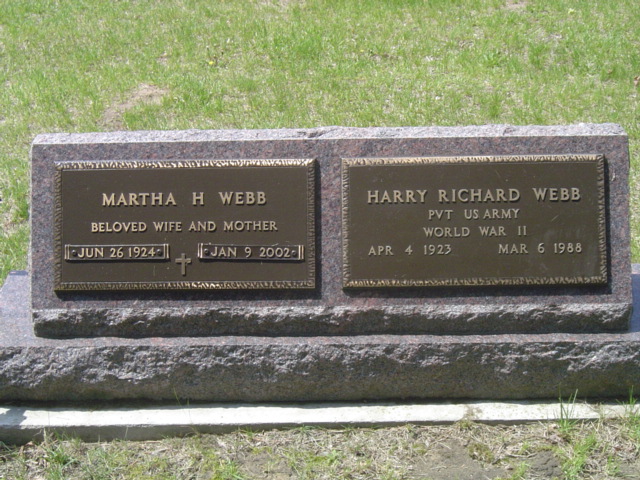 MARTHA H WEBB
BELOVED WIFE AND MOTHER
JUN 26 1924 JAN 9 2002
HARRY RICHARD WEBB
PVT US ARMY
WORLD WAR II
APR 4 1923 MAR 6 1988